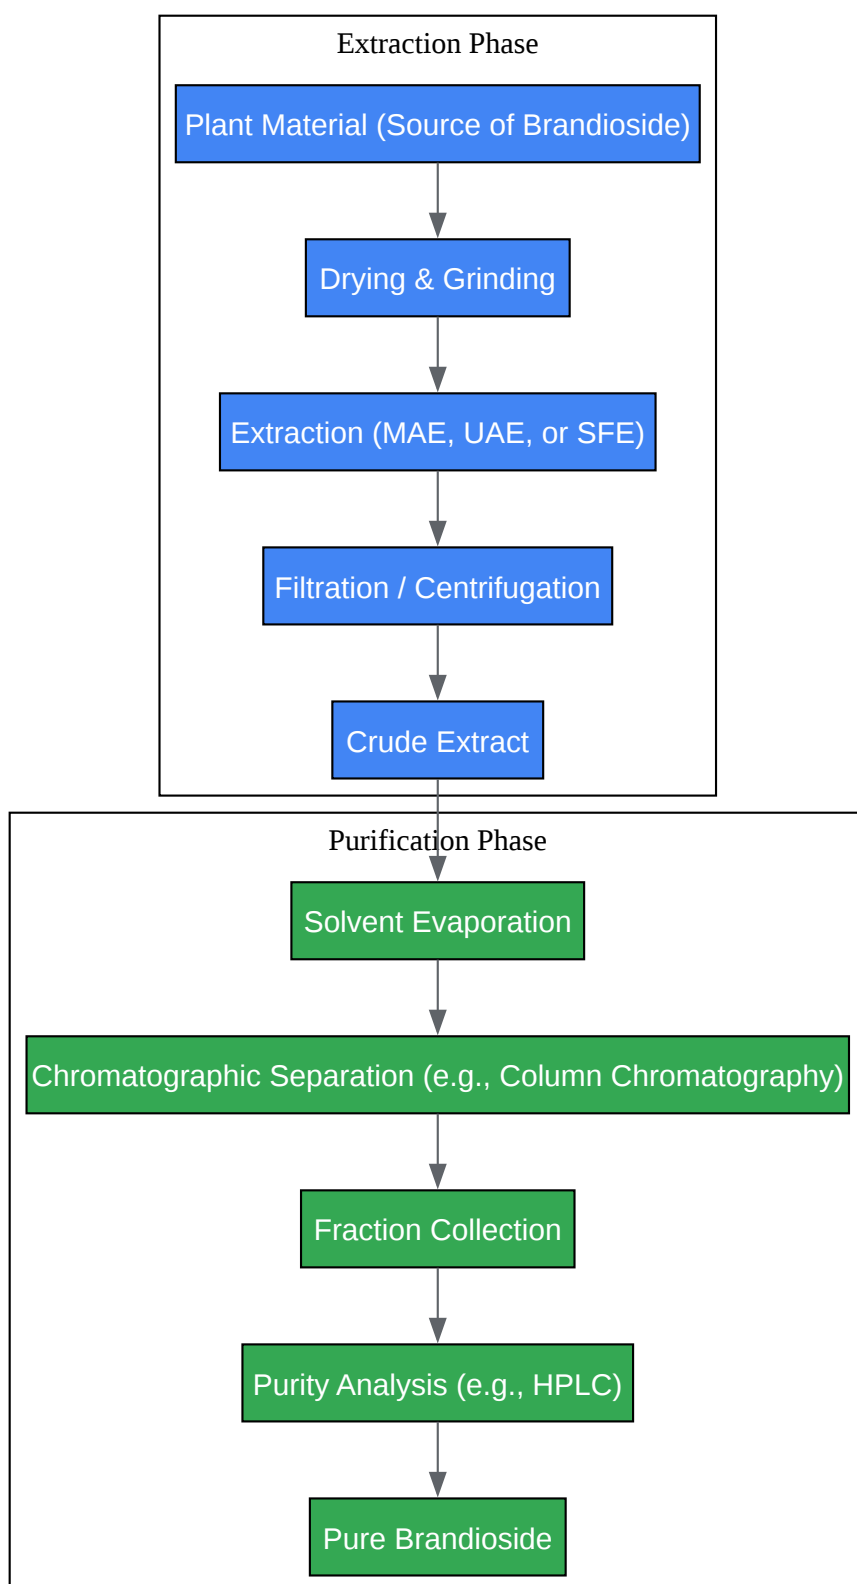 Extraction Phase
Plant Material (Source of Brandioside)
Drying & Grinding
Extraction (MAE, UAE, or SFE)
Filtration / Centrifugation
Crude Extract
Purification Phase
Solvent Evaporation
Chromatographic Separation (e.g., Column Chromatography)
Fraction Collection
Purity Analysis (e.g., HPLC)
Pure Brandioside